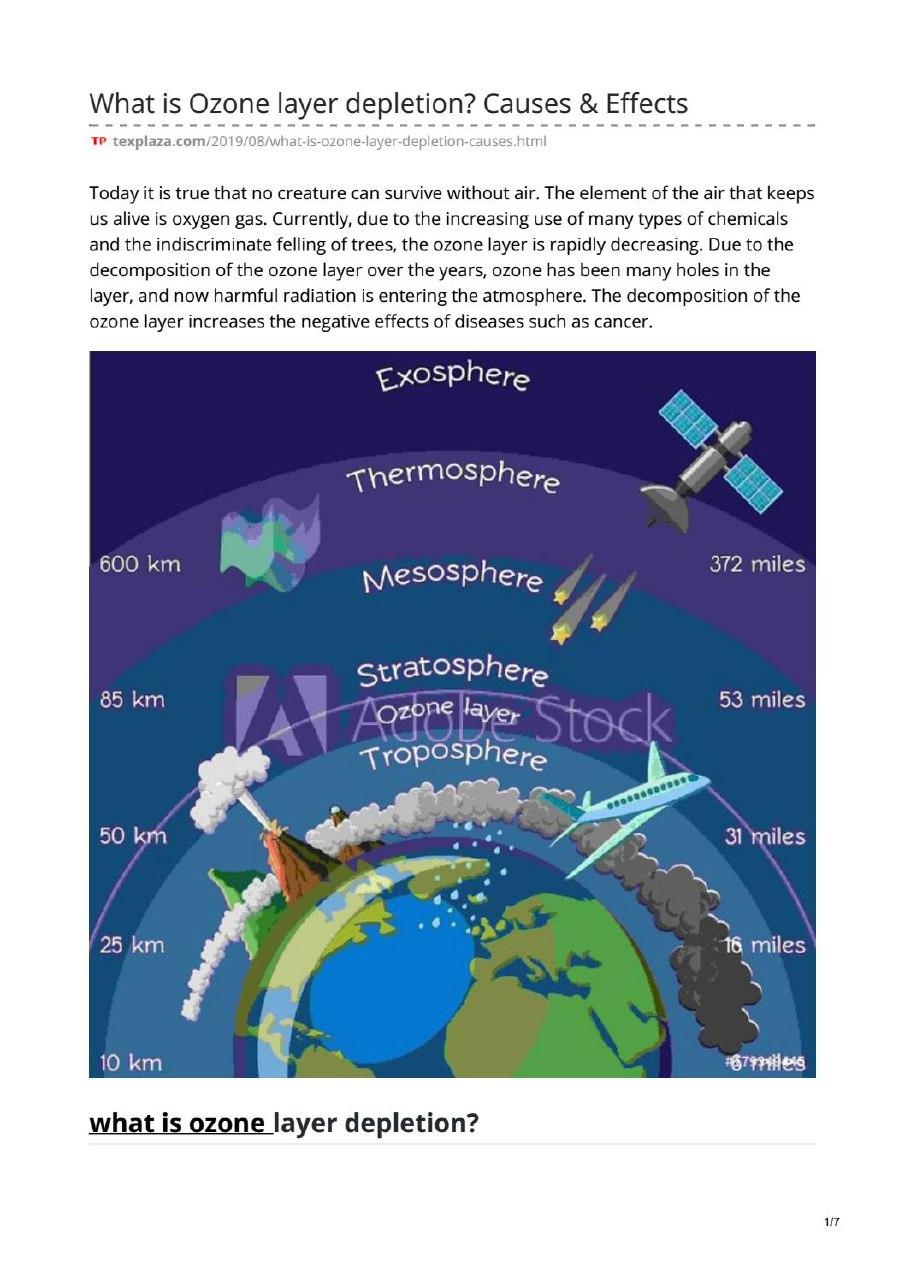 What is Ozone layer depletion? Causes & Effects
TP texplaza.com/2019/08/what-is-ozone-layer-depletion-causes.html
Today it is true that no creature can survive without air. The element of the air that keeps
us alive is oxygen gas. Currently, due to the increasing use of many types of chemicals
and the indiscriminate felling of trees, the ozone layer is rapidly decreasing. Due to the
decomposition of the ozone layer over the years, ozone has been many holes in the
layer, and now harmful radiation is entering the atmosphere. The decomposition of the
ozone layer increases the negative effects of diseases such as cancer.
Exosphere
Thermosphere
600 km
372 miles
Mesosphere
Stratosphere
85 km
53 miles
Adobe Stock
Ozone layer
Troposphere
50 km
31 miles
25 km
16 miles
10 km
6 miles
what is ozone layer depletion?
1/7